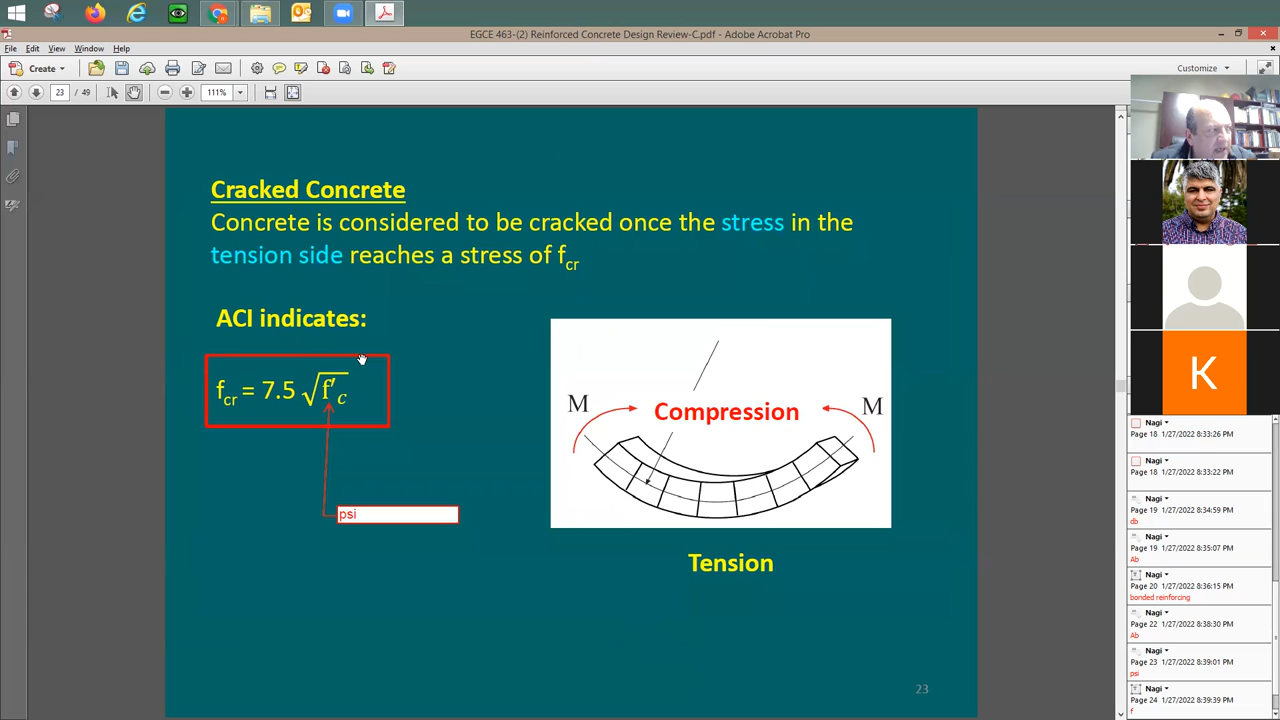 EGCE 463-(2) Reinforced Concrete Design Review-C.pdf - Adobe Acrobat Pro
File Edit View Window Help
Create
Customize
23 / 49
111%
Cracked Concrete
Concrete is considered to be cracked once the stress in the
tension side reaches a stress of fcr
ACI indicates:
fcr = 7.5 √f′c
psi
M
Compression
M
Tension
23
K
Nagi
Page 18 1/27/2022 8:33:26 PM
Nagi
Page 18 1/27/2022 8:33:22 PM
Nagi
Page 19 1/27/2022 8:34:59 PM
db
Nagi
Page 19 1/27/2022 8:35:07 PM
Ab
Nagi
Page 20 1/27/2022 8:36:15 PM
bonded reinforcing
Nagi
Page 22 1/27/2022 8:38:30 PM
Ab
Nagi
Page 23 1/27/2022 8:39:01 PM
psi
Nagi
Page 24 1/27/2022 8:39:39 PM
f